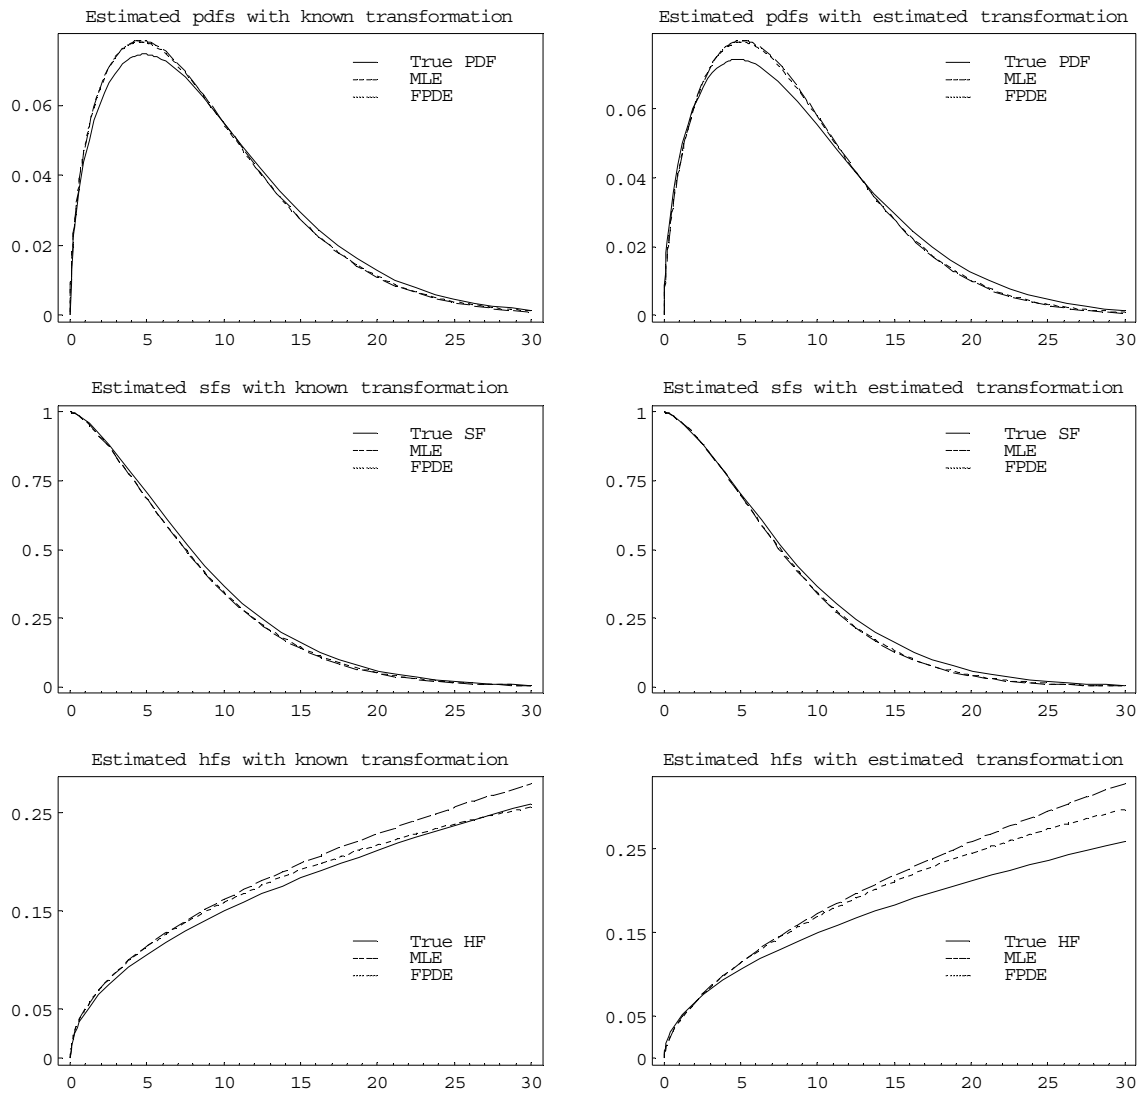 Estimated pdfs with known transformation
True PDF
MLE
FPDE
0.06
0.04
0.02
0
0 5 10 15 20 25 30
Estimated pdfs with estimated transformation
True PDF
MLE
FPDE
0.06
0.04
0.02
0
0 5 10 15 20 25 30
Estimated sfs with known transformation
True SF
MLE
FPDE
1
0.75
0.5
0.25
0
0 5 10 15 20 25 30
Estimated sfs with estimated transformation
True SF
MLE
FPDE
1
0.75
0.5
0.25
0
0 5 10 15 20 25 30
Estimated hfs with known transformation
0.25
0.15
True HF
MLE
FPDE
0.05
0
0 5 10 15 20 25 30
Estimated hfs with estimated transformation
0.25
0.15
True HF
MLE
FPDE
0.05
0
0 5 10 15 20 25 30